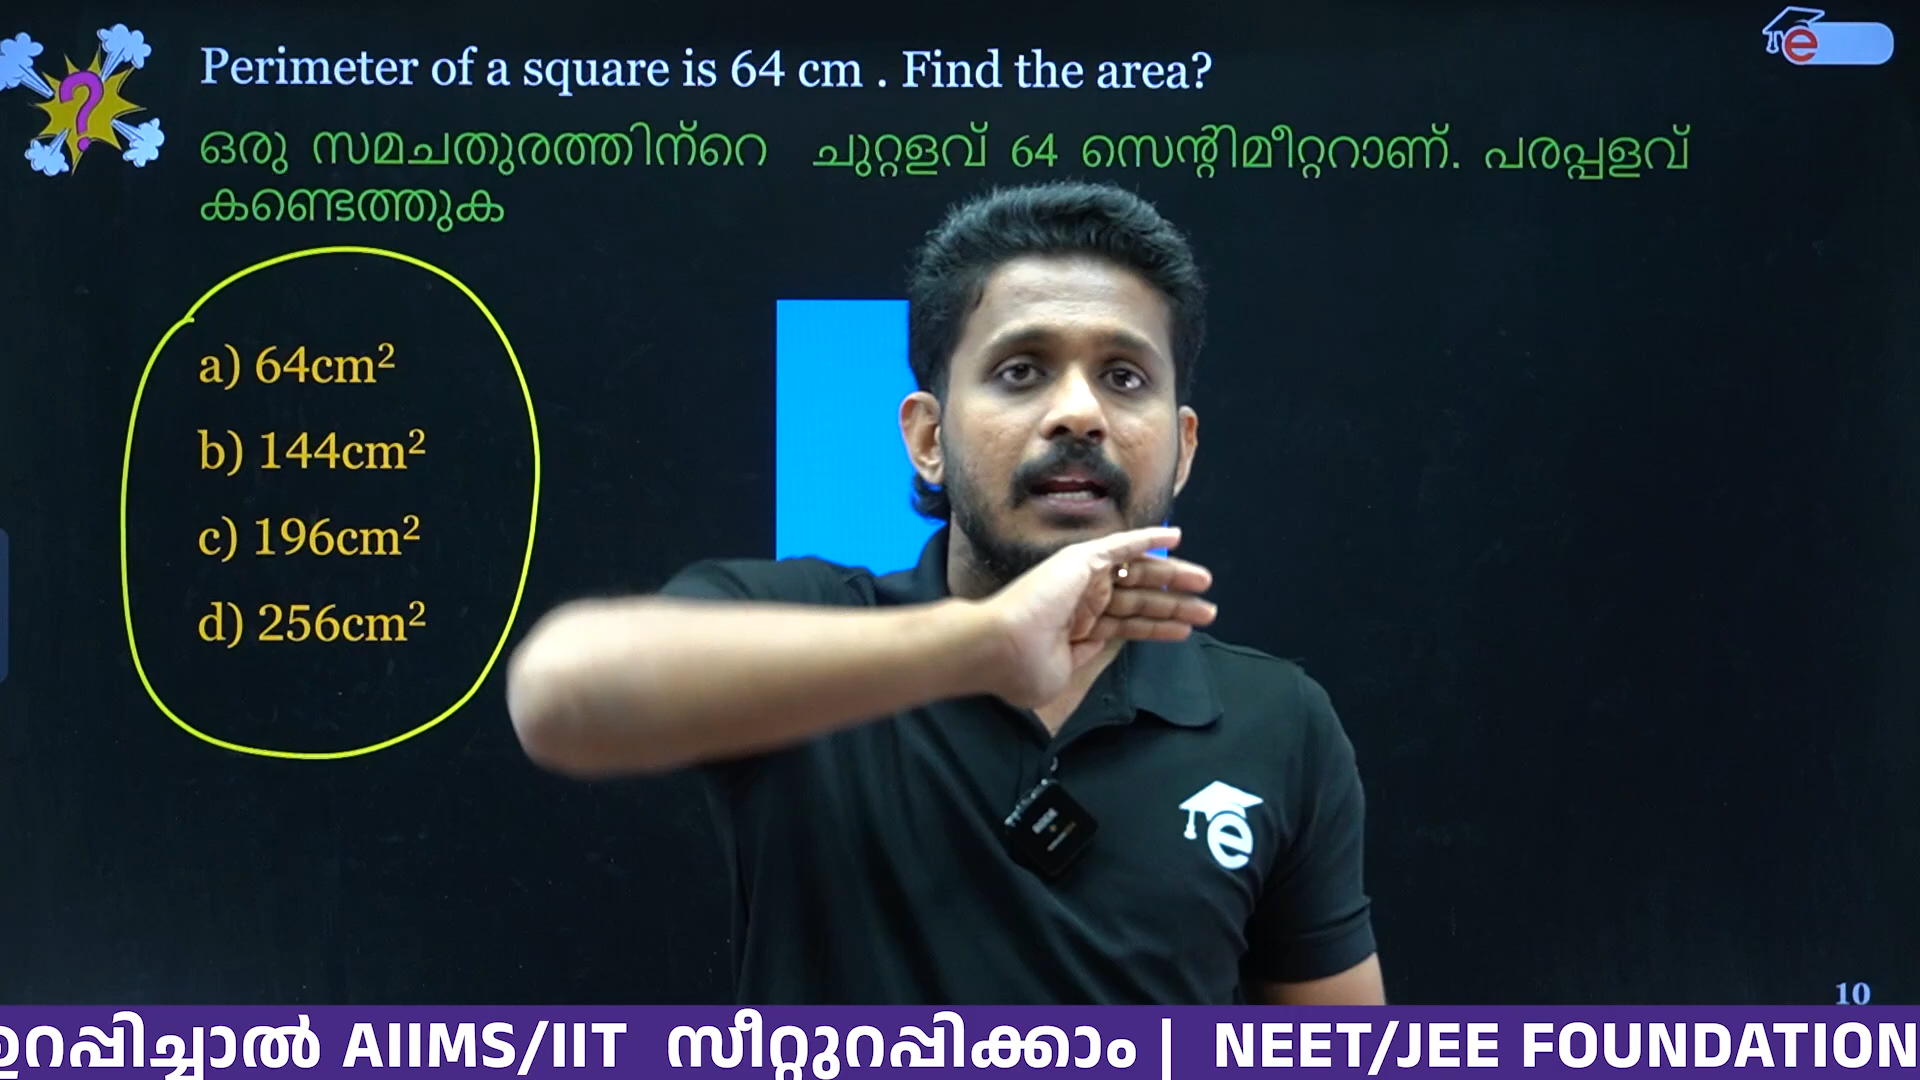 Perimeter of a square is 64 cm . Find the area?
ഒരു സമചതുരത്തിന്റെ ചുറ്റളവ് 64 സെന്റിമീറ്ററാണ്. പരപ്പളവ്
കണ്ടെത്തുക
a) 64cm²
b) 144cm²
c) 196cm²
d) 256cm²
e
e
10
ഉറപ്പിച്ചാൽ AIIMS/IIT സീറ്റുറപ്പിക്കാം | NEET/JEE FOUNDATION